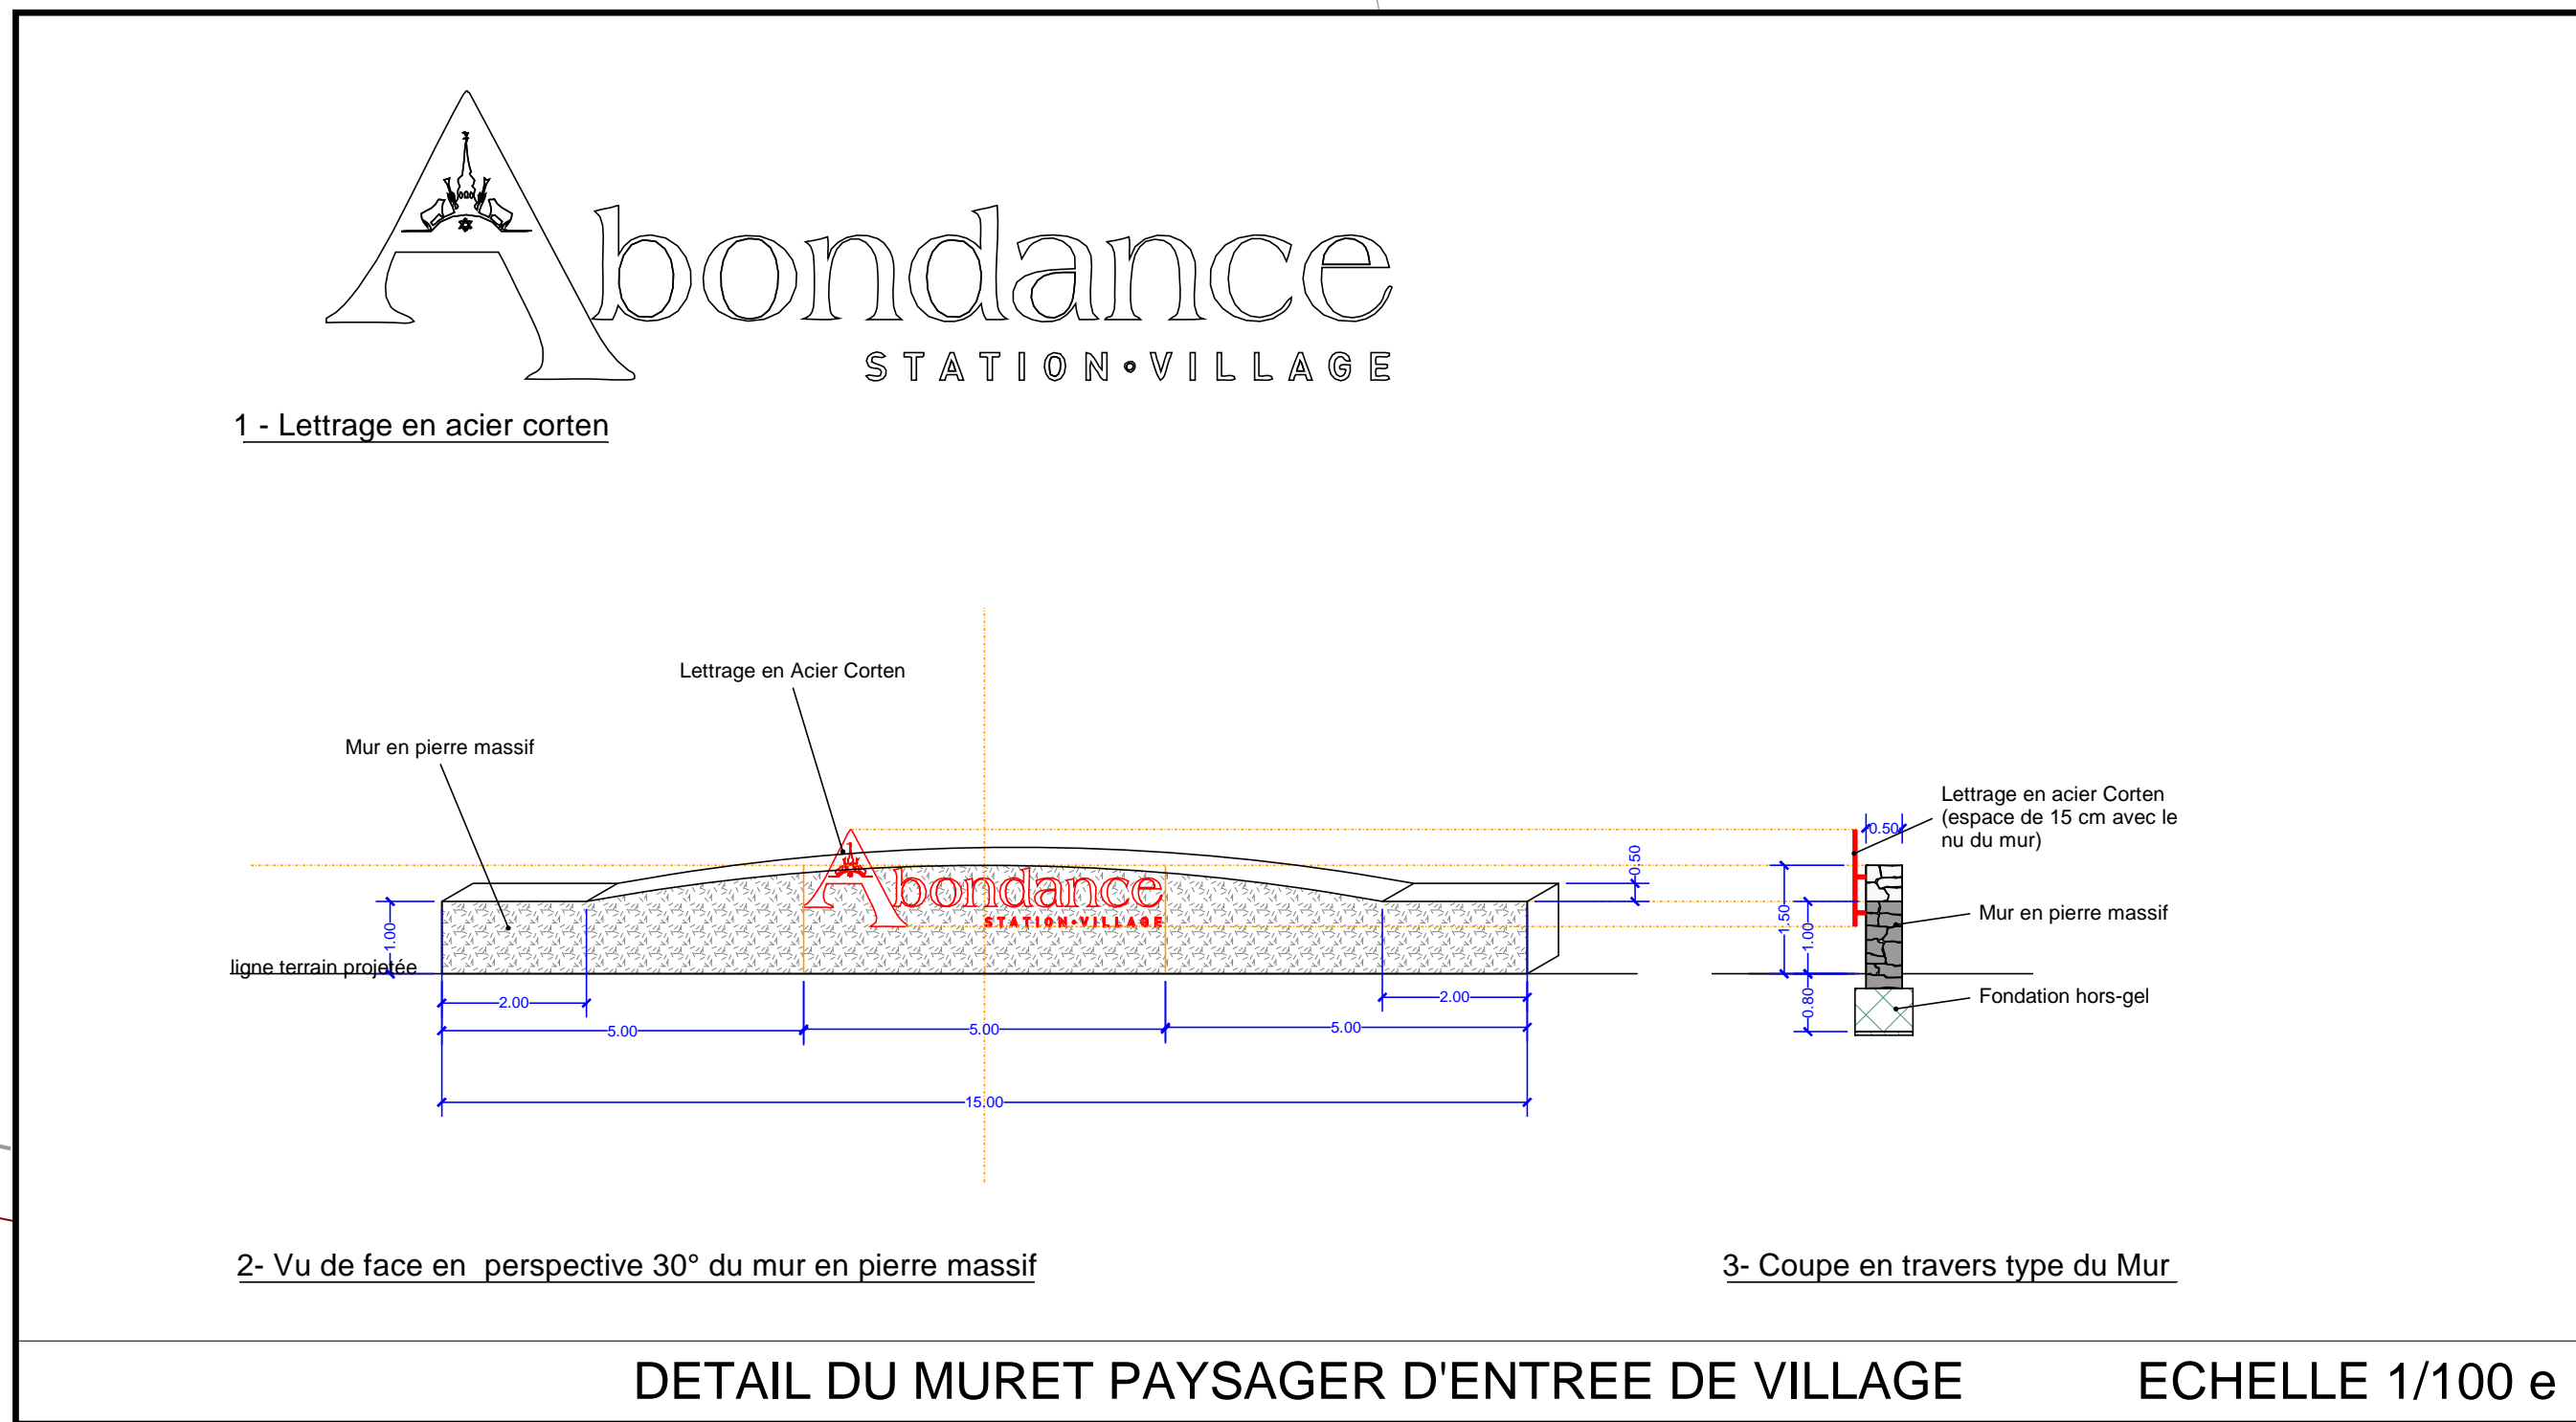 Abondance
STATION•VILLAGE
1 - Lettrage en acier corten
Lettrage en Acier Corten
Mur en pierre massif
Lettrage en acier Corten
(espace de 15 cm avec le
nu du mur)
0.50
0.50
1
Abondance
STATION•VILLAGE
1.00
1.50
1.00
Mur en pierre massif
ligne terrain projetée
2.00
2.00
0.80
Fondation hors-gel
5.00
5.00
5.00
15.00
2- Vu de face en perspective 30° du mur en pierre massif
3- Coupe en travers type du Mur
DETAIL DU MURET PAYSAGER D'ENTREE DE VILLAGE
ECHELLE 1/100 e